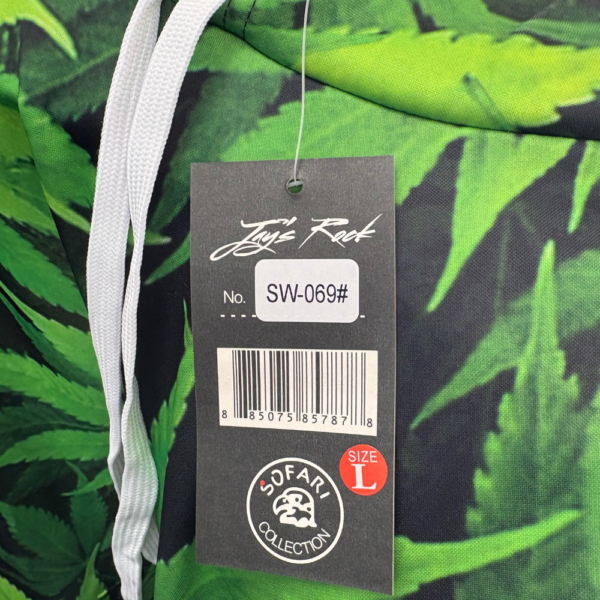 Jay's Rock
No. SW-069#
8 85075 85787 8
SIZE
L
SOFARI
COLLECTION